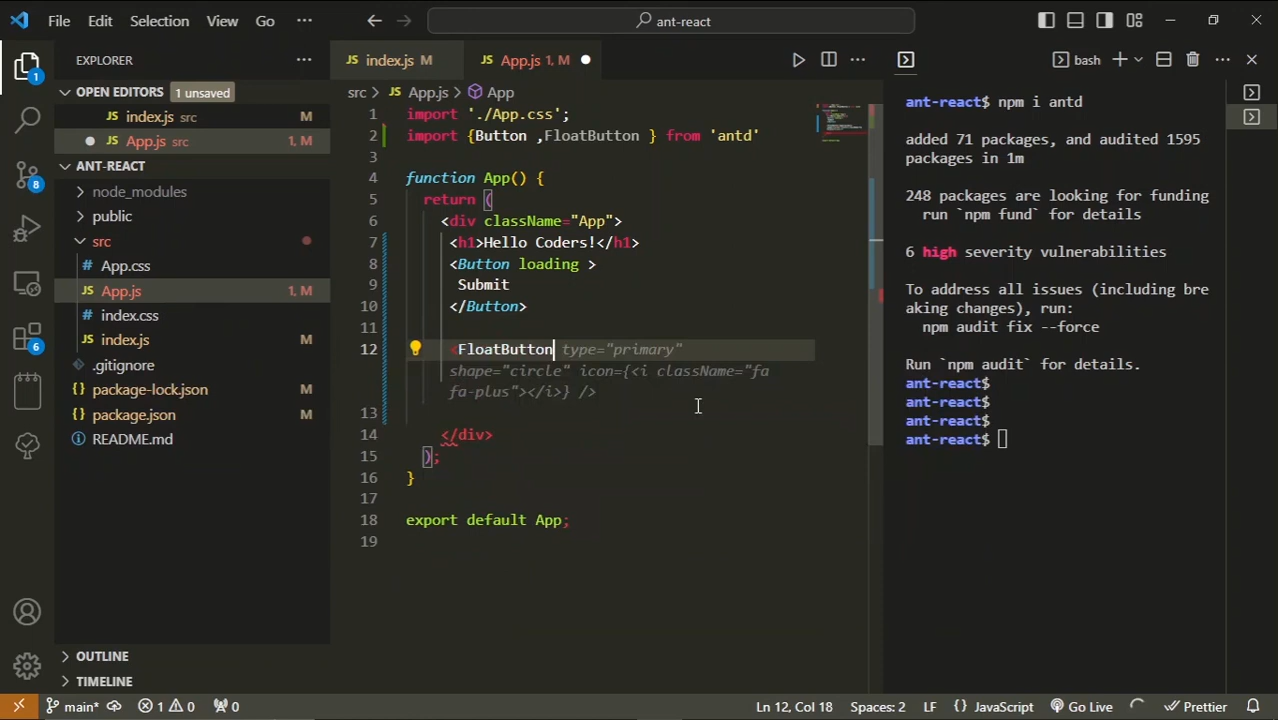 File Edit Selection View Go ··· ant-react
EXPLORER ···
OPEN EDITORS 1 unsaved
JS index.js src M
JS App.js src 1, M
ANT-REACT
node_modules
public
src
# App.css
JS App.js 1, M
# index.css
JS index.js M
.gitignore
{} package-lock.json M
{} package.json M
README.md
OUTLINE
TIMELINE
1
8
6
JS index.js M JS App.js 1, M
src > JS App.js > App
1 import './App.css';
2 import {Button ,FloatButton } from 'antd'
3
4 function App() {
5 return (
6 <div className="App">
7 <h1>Hello Coders!</h1>
8 <Button loading >
9 Submit
10 </Button>
11
12 <FloatButton type="primary"
shape="circle" icon={<i className="fa
fa-plus"></i>} />
13
14 </div>
15 );
16 }
17
18 export default App;
19
bash
ant-react$ npm i antd
added 71 packages, and audited 1595
packages in 1m
248 packages are looking for funding
run `npm fund` for details
6 high severity vulnerabilities
To address all issues (including bre
aking changes), run:
npm audit fix --force
Run `npm audit` for details.
ant-react$
ant-react$
ant-react$
ant-react$
main* 1 0 0 Ln 12, Col 18 Spaces: 2 LF {} JavaScript Go Live Prettier